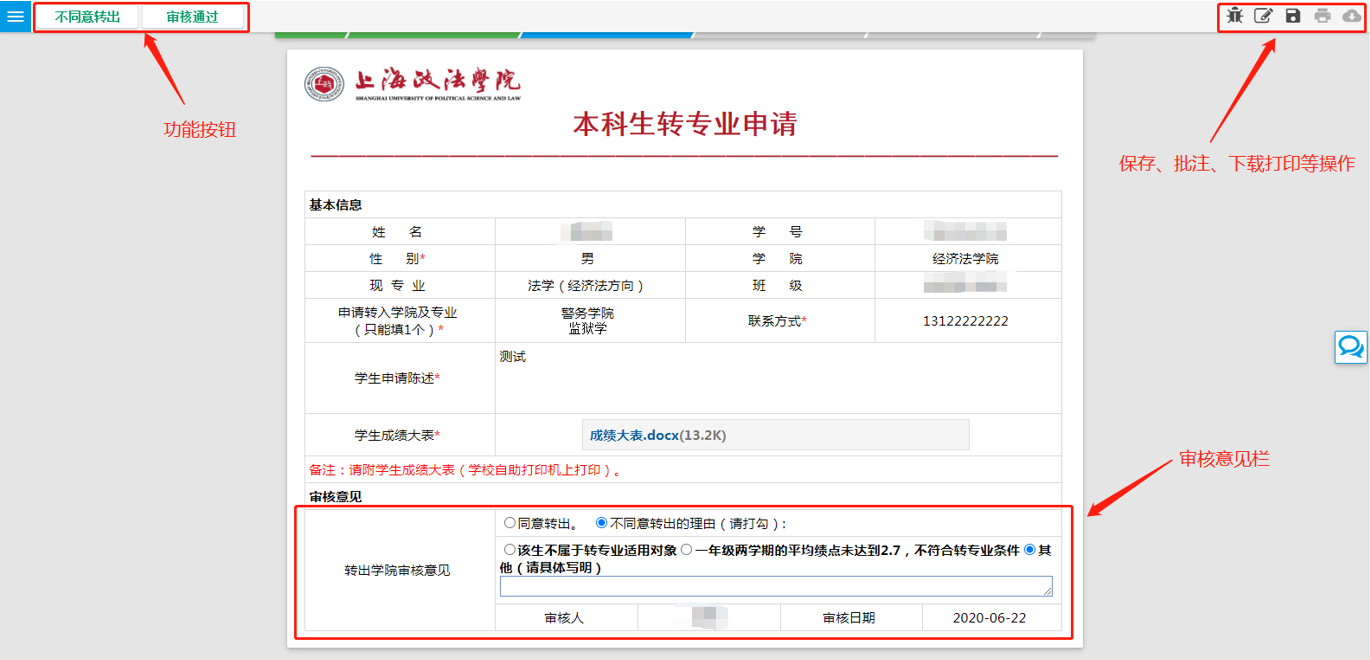 不同意转出 审核通过
功能按钮
保存、批注、下载打印等操作
上海政法學院
SHANGHAI UNIVERSITY OF POLITICAL SCIENCE AND LAW
本科生转专业申请
基本信息
姓 名 学 号
性 别* 男 学 院 经济法学院
现 专 业 法学（经济法方向） 班 级
申请转入学院及专业
（只能填1个）*
警务学院
监狱学
联系方式* 13122222222
学生申请陈述* 测试
学生成绩大表* 成绩大表.docx(13.2K)
备注：请附学生成绩大表（学校自助打印机上打印）。
审核意见栏
审核意见
转出学院审核意见
同意转出。 不同意转出的理由（请打勾）：
该生不属于转专业适用对象 一年级两学期的平均绩点未达到2.7，不符合转专业条件 其
他（请具体写明）
审核人 审核日期 2020-06-22